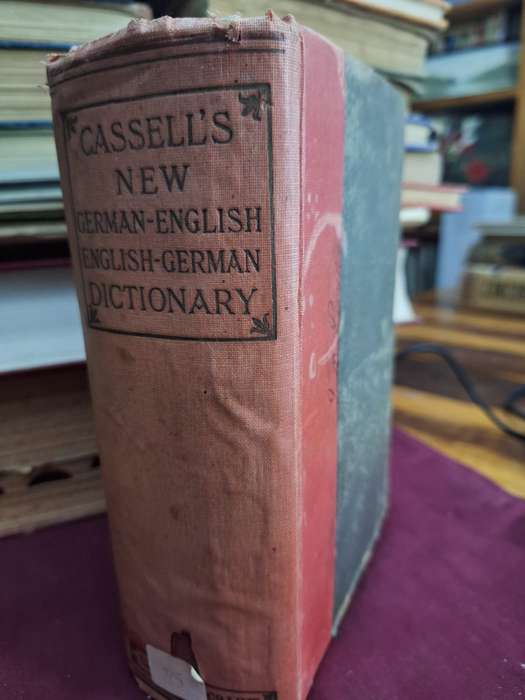 CASSELL'S
NEW
GERMAN-ENGLISH
ENGLISH-GERMAN
DICTIONARY